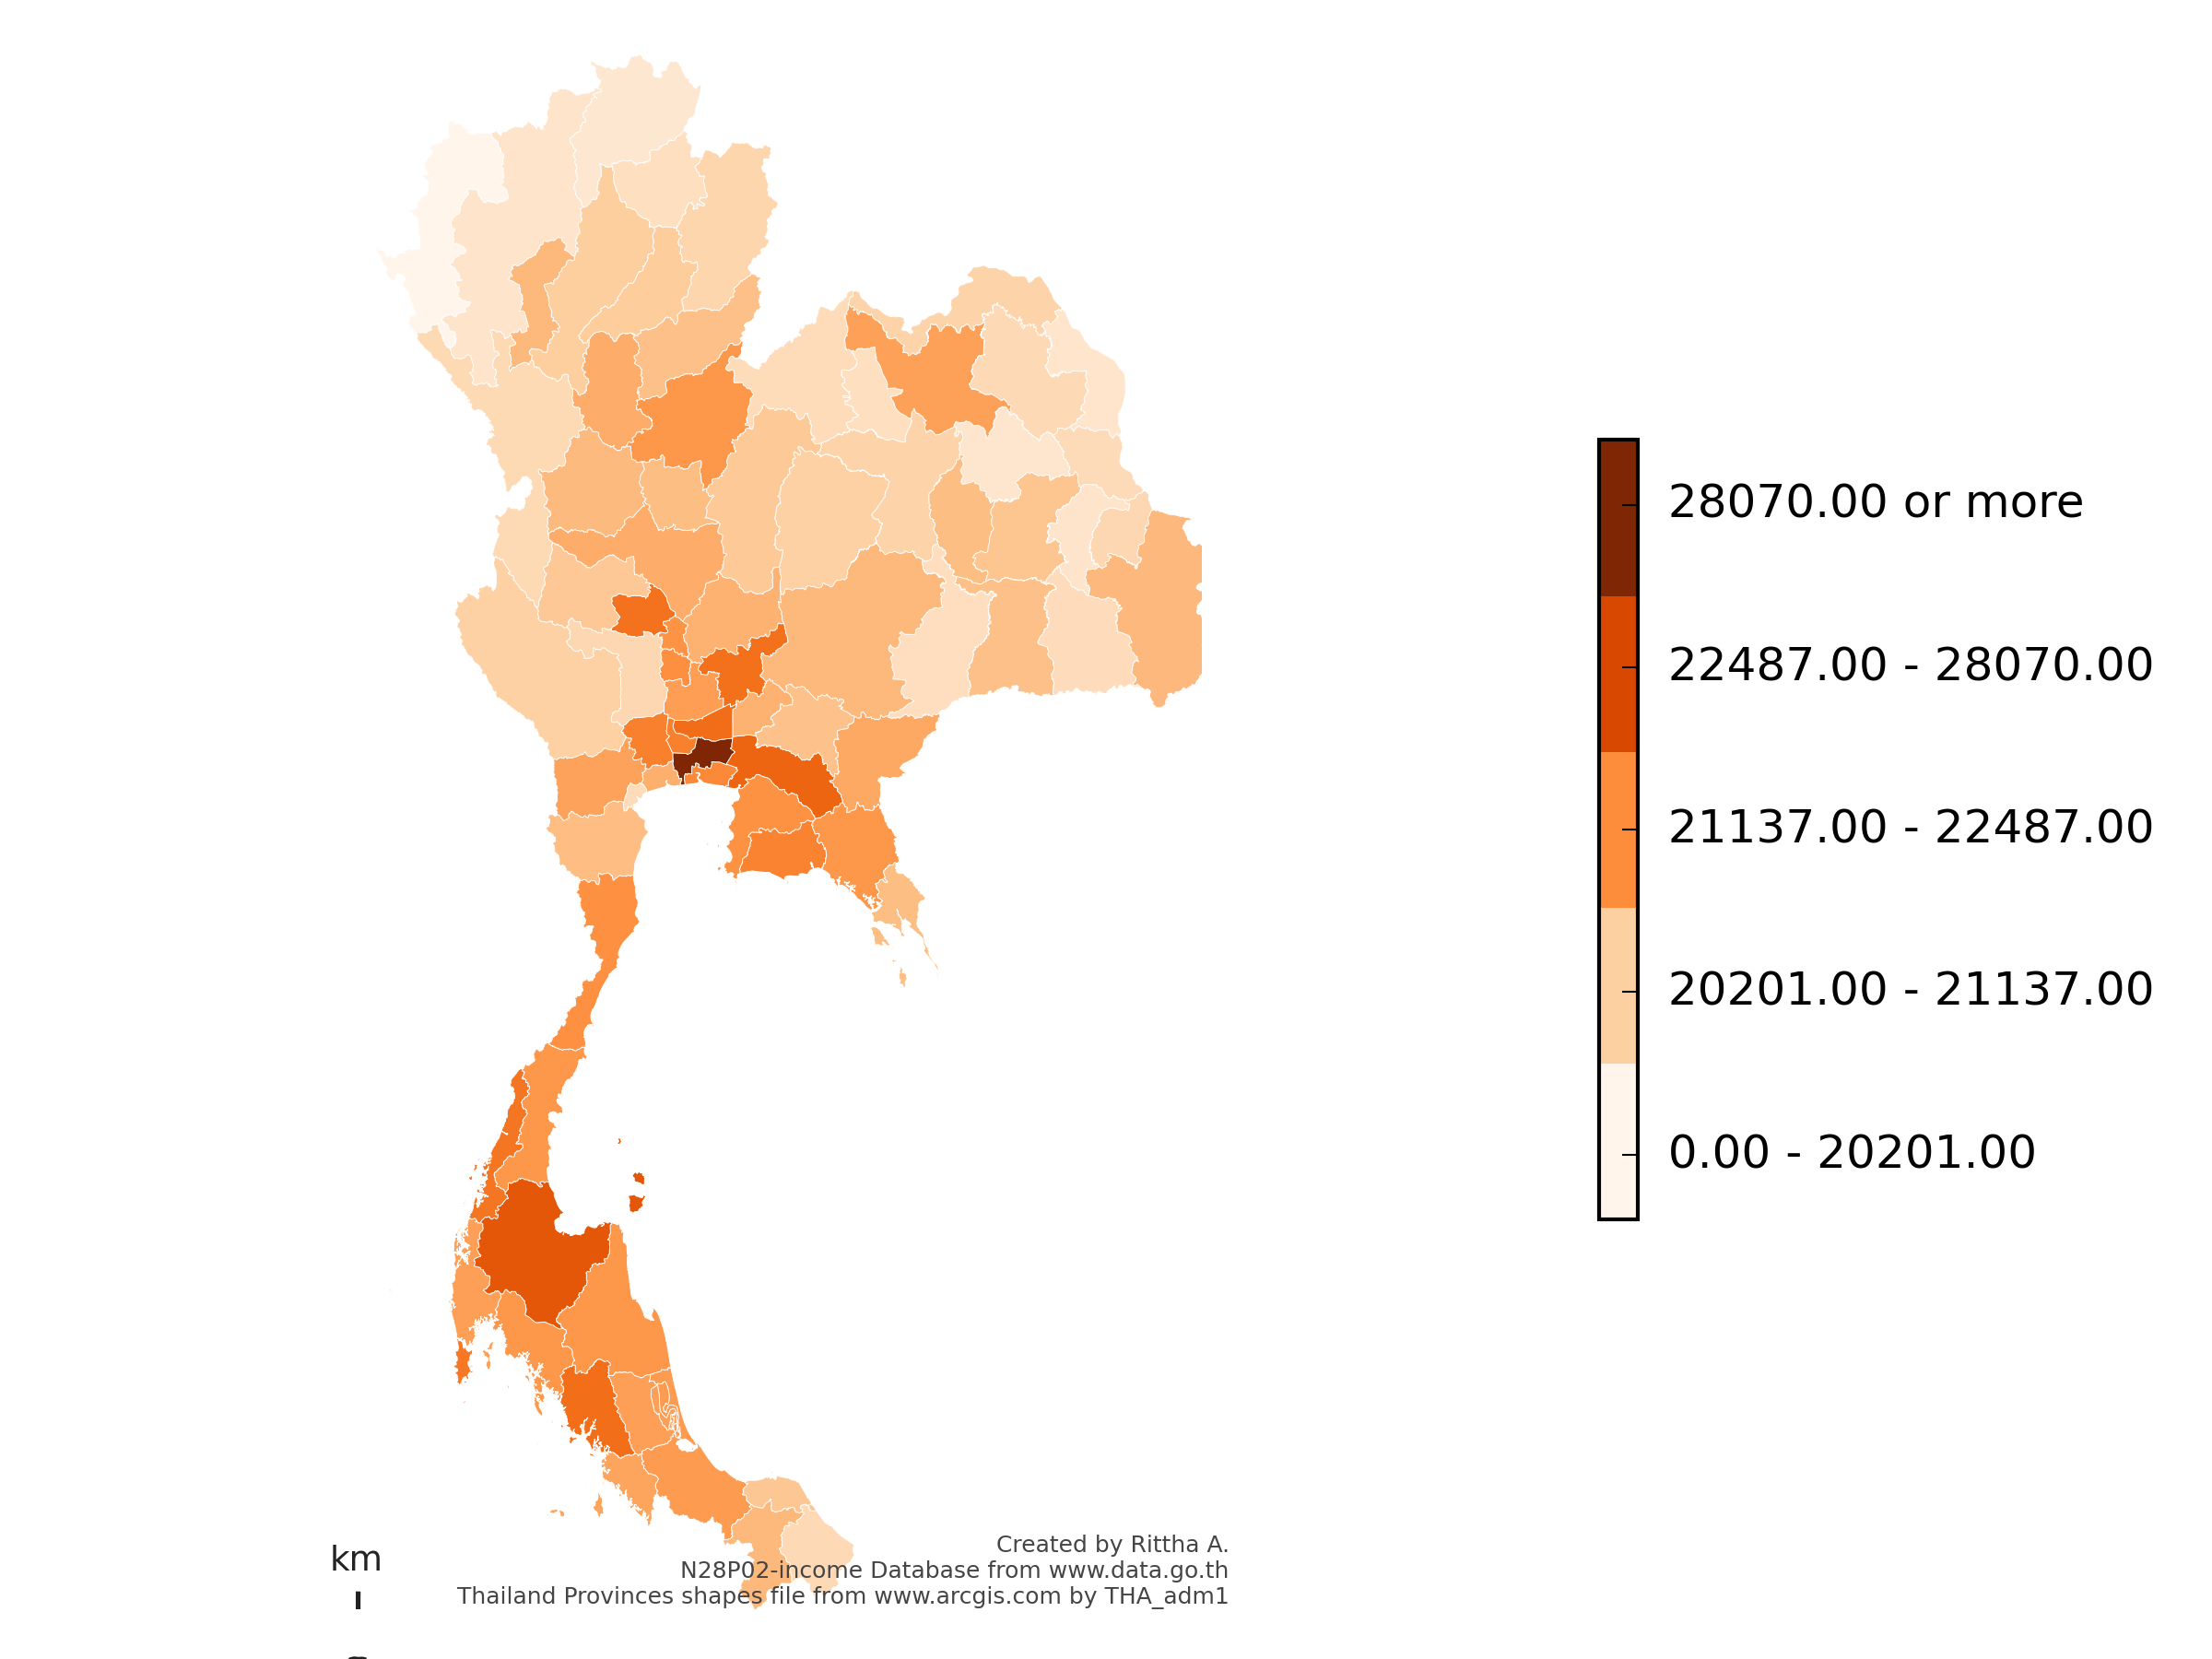 28070.00 or more
22487.00 - 28070.00
21137.00 - 22487.00
20201.00 - 21137.00
0.00 - 20201.00
Created by Rittha A.
km
N28P02-income Database from www.data.go.th
Thailand Provinces shapes file from www.arcgis.com by THA_adm1